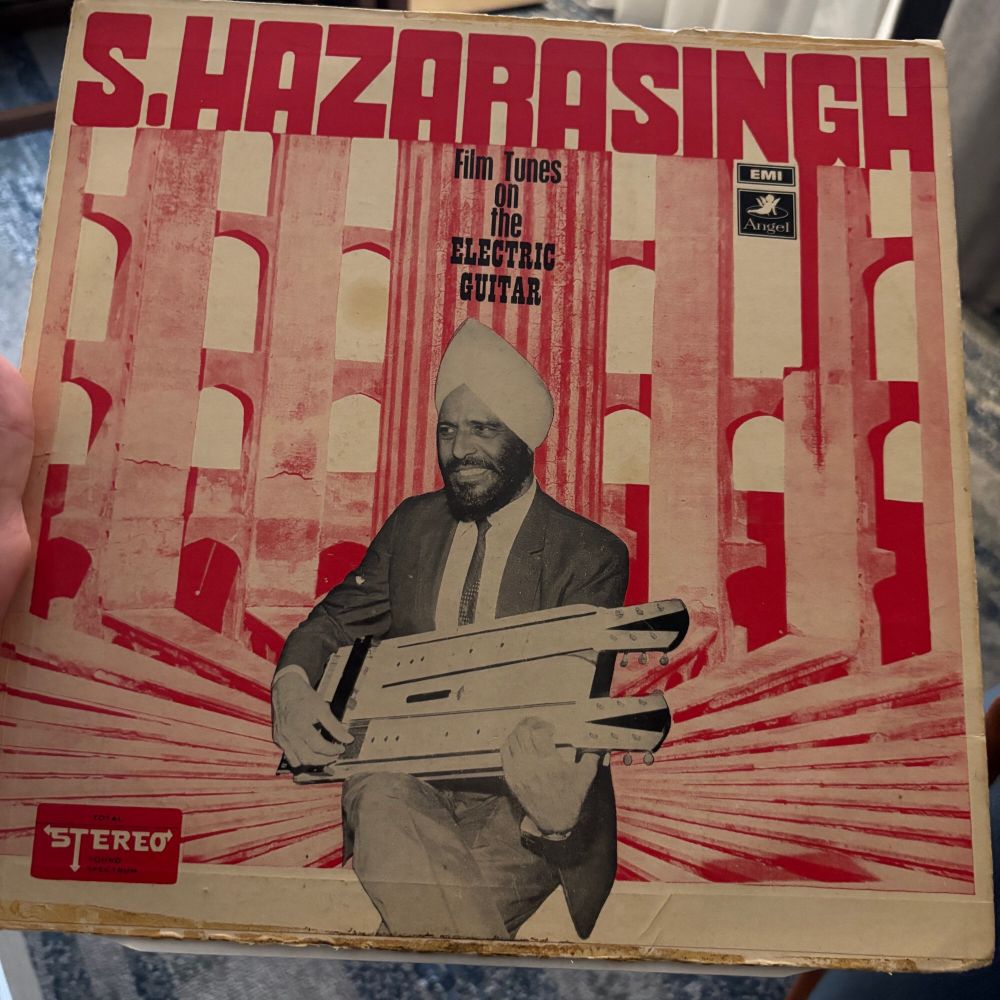 S.HAZARASINGH
Film Tunes
on
the
ELECTRIC
GUITAR
EMI
Angel
TOTAL
STEREO
SOUND
SPECTRUM